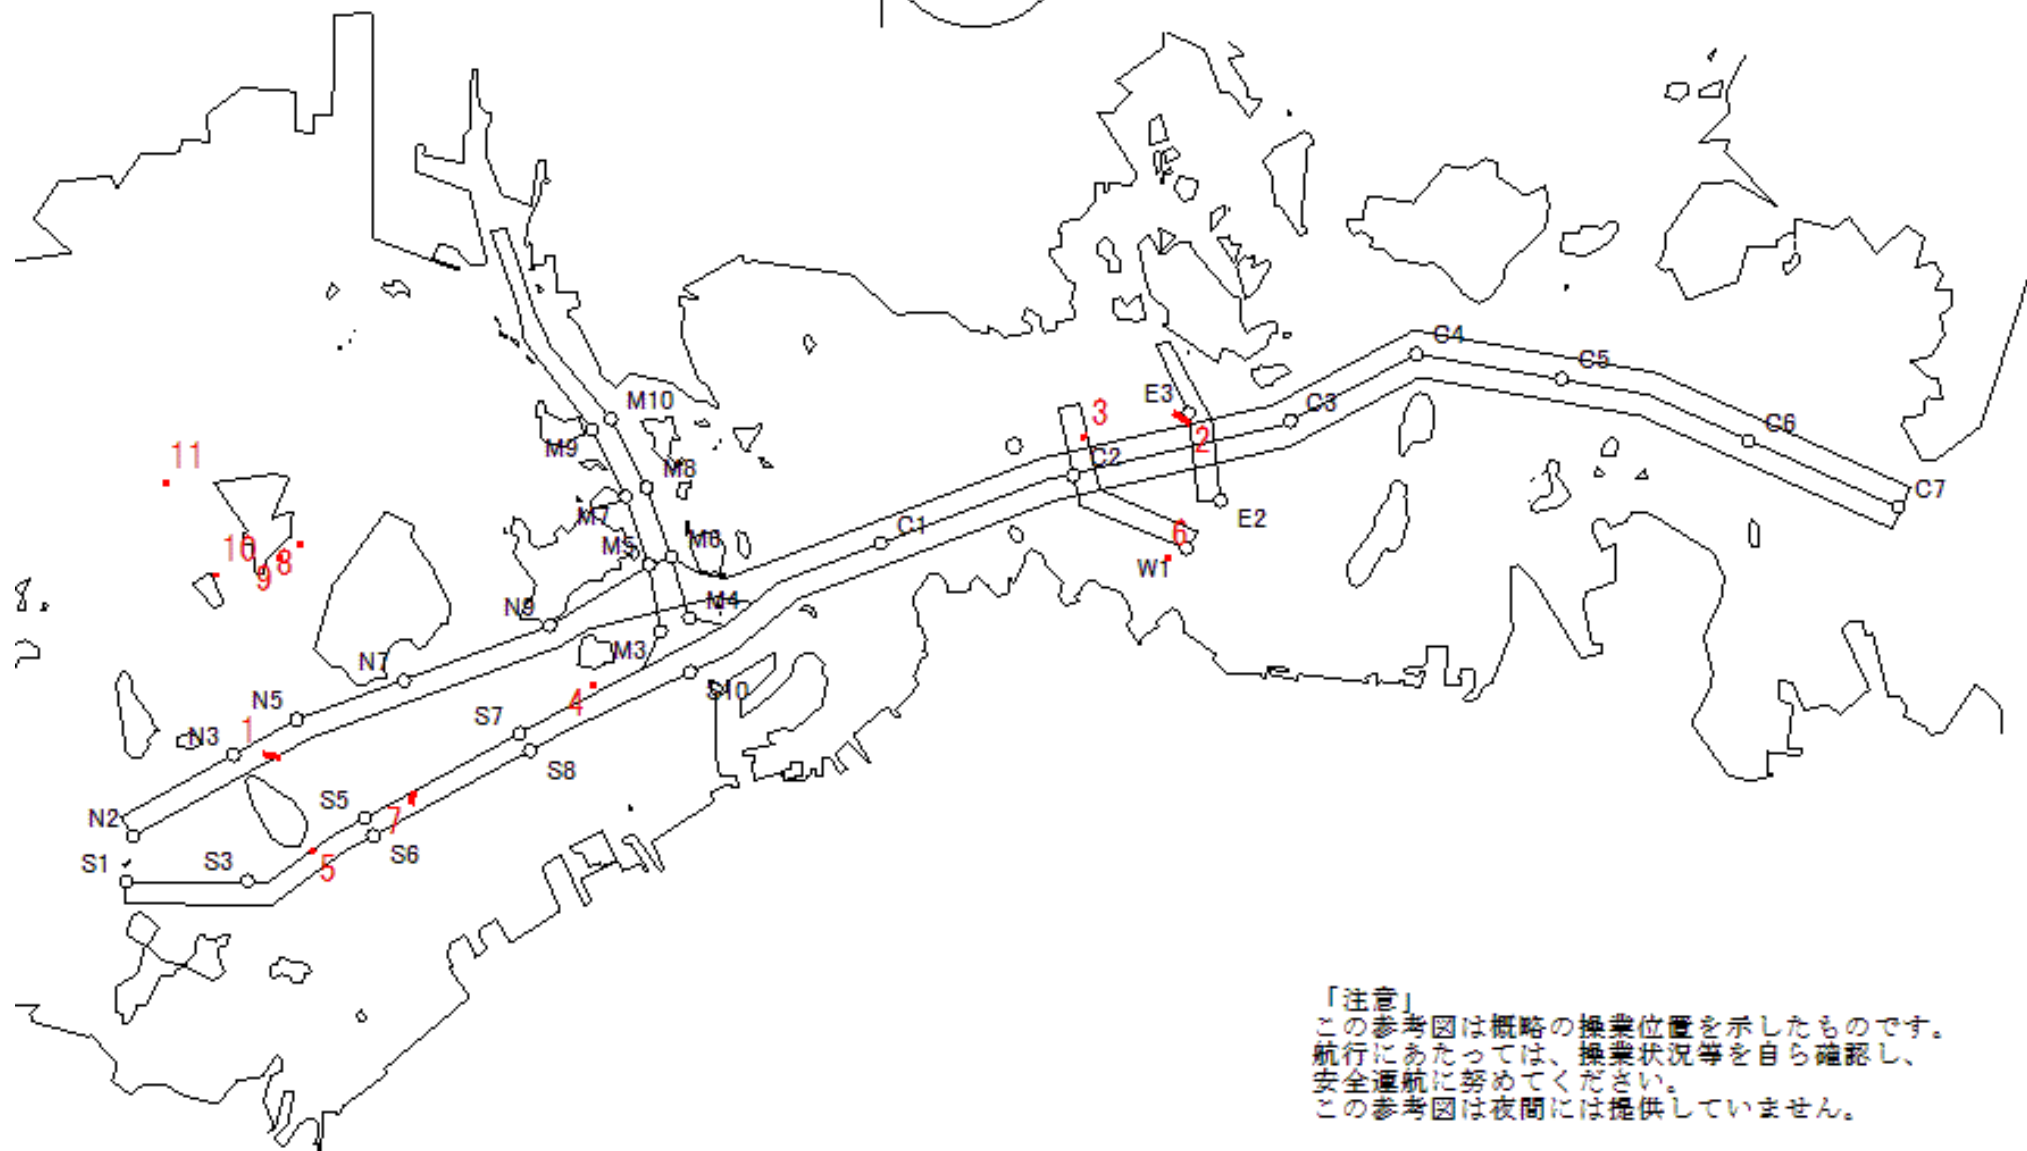 C4
C5
E3
3
C3
M10
2
C6
M9
11
M8
C2
C7
M7
E2
C1
6
M5
M6
10
8
W1
9
N9
M4
M3
N7
S10
4
N5
S7
1
N3
S8
S5
N2
7
S6
S1
S3
5
「注意」
この参考図は概略の操業位置を示したものです。
航行にあたっては、操業状況等を自ら確認し、
安全運航に努めてください。
この参考図は夜間には提供していません。